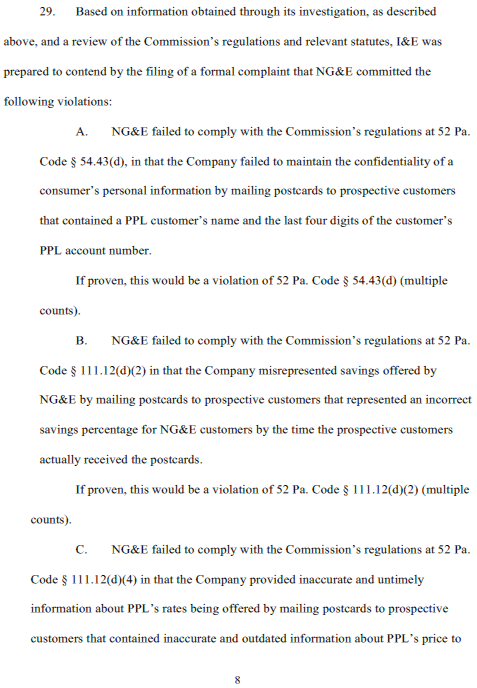 29. Based on information obtained through its investigation, as described
above, and a review of the Commission's regulations and relevant statutes, I&E was
prepared to contend by the filing of a formal complaint that NG&E committed the
following violations:
A. NG&E failed to comply with the Commission's regulations at 52 Pa.
Code § 54.43(d), in that the Company failed to maintain the confidentiality of a
consumer's personal information by mailing postcards to prospective customers
that contained a PPL customer's name and the last four digits of the customer's
PPL account number.
If proven, this would be a violation of 52 Pa. Code § 54.43(d) (multiple
counts).
B. NG&E failed to comply with the Commission's regulations at 52 Pa.
Code § 111.12(d)(2) in that the Company misrepresented savings offered by
NG&E by mailing postcards to prospective customers that represented an incorrect
savings percentage for NG&E customers by the time the prospective customers
actually received the postcards.
If proven, this would be a violation of 52 Pa. Code § 111.12(d)(2) (multiple
counts).
C. NG&E failed to comply with the Commission's regulations at 52 Pa.
Code § 111.12(d)(4) in that the Company provided inaccurate and untimely
information about PPL's rates being offered by mailing postcards to prospective
customers that contained inaccurate and outdated information about PPL's price to
8